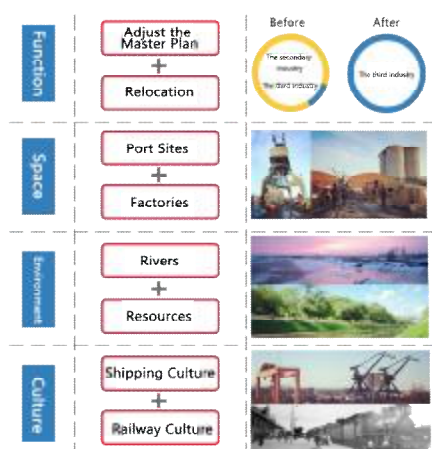 Function
Adjust the
Master Plan
+
Relocation
Before
After
The secondary
industry
The third industry
The third industry
Space
Port Sites
+
Factories
Environment
Rivers
+
Resources
Culture
Shipping Culture
+
Railway Culture